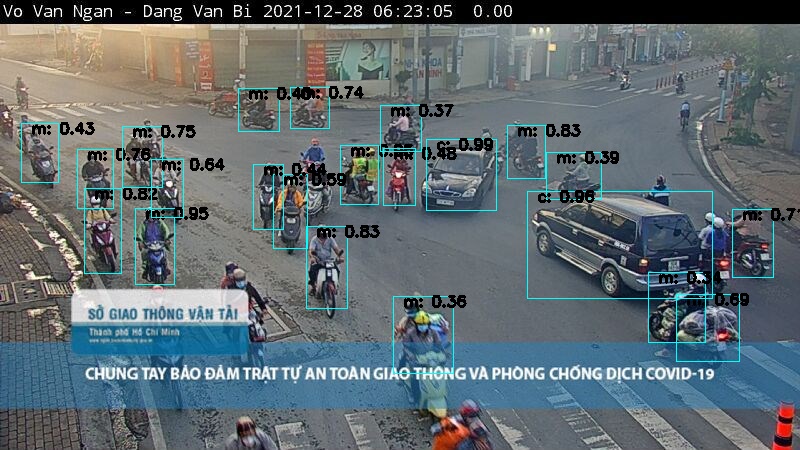 Vo Van Ngan - Dang Van Bi 2021-12-28 06:23:05 0.00
m: 0.74
m: 0.37
m: 0.43
m: 0.75
m: 0.83
c: 0.99
m: 0.76
0.48
m: 0.39
m: 0.64
m: 0.44
m: 0.59
m: 0.82
c: 0.96
m: 0.95
m: 0.83
m: 0.7
m: 0.36
m: 0.69
SỞ GIAO THÔNG VẬN TẢI
Thành phố Hồ Chí Minh
CHUNG TAY BẢO ĐẢM TRẬT TỰ AN TOÀN GIAO THÔNG VÀ PHÒNG CHỐNG DỊCH COVID-19